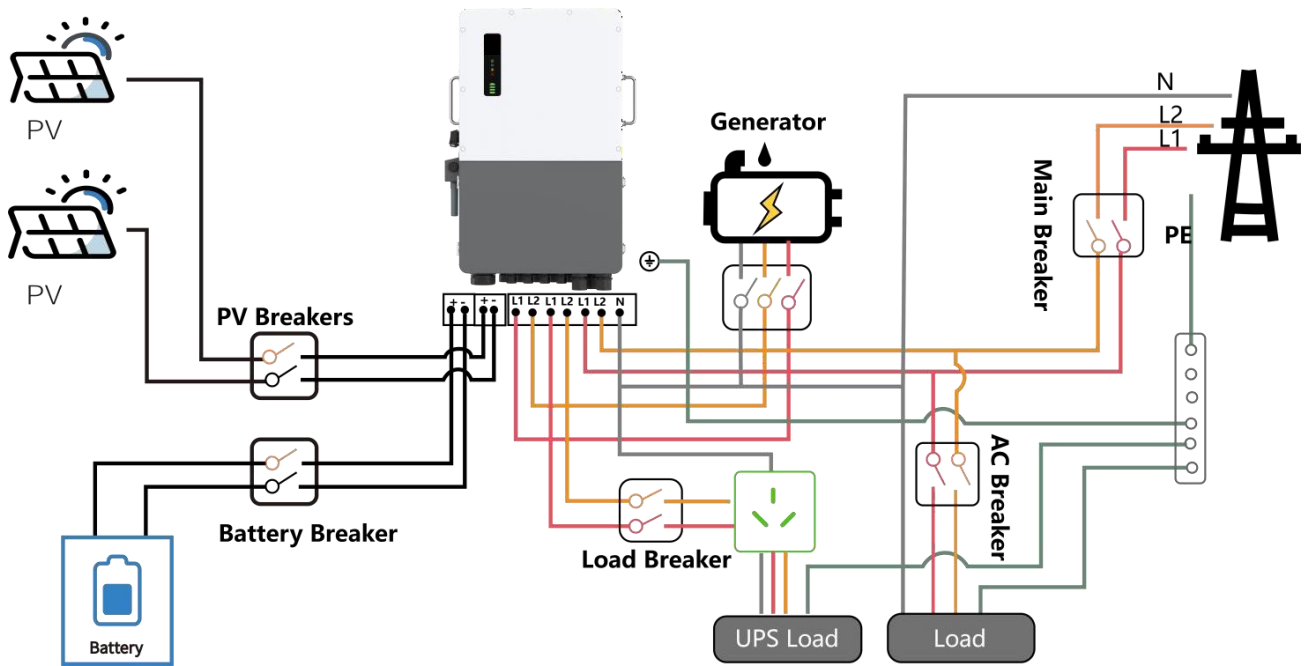 PV
PV
Generator
N
L2
L1
Main Breaker
PE
PV Breakers
+ - + - L1 L2 L1 L2 L1 L2 N
Battery Breaker
Load Breaker
AC Breaker
Battery
UPS Load
Load